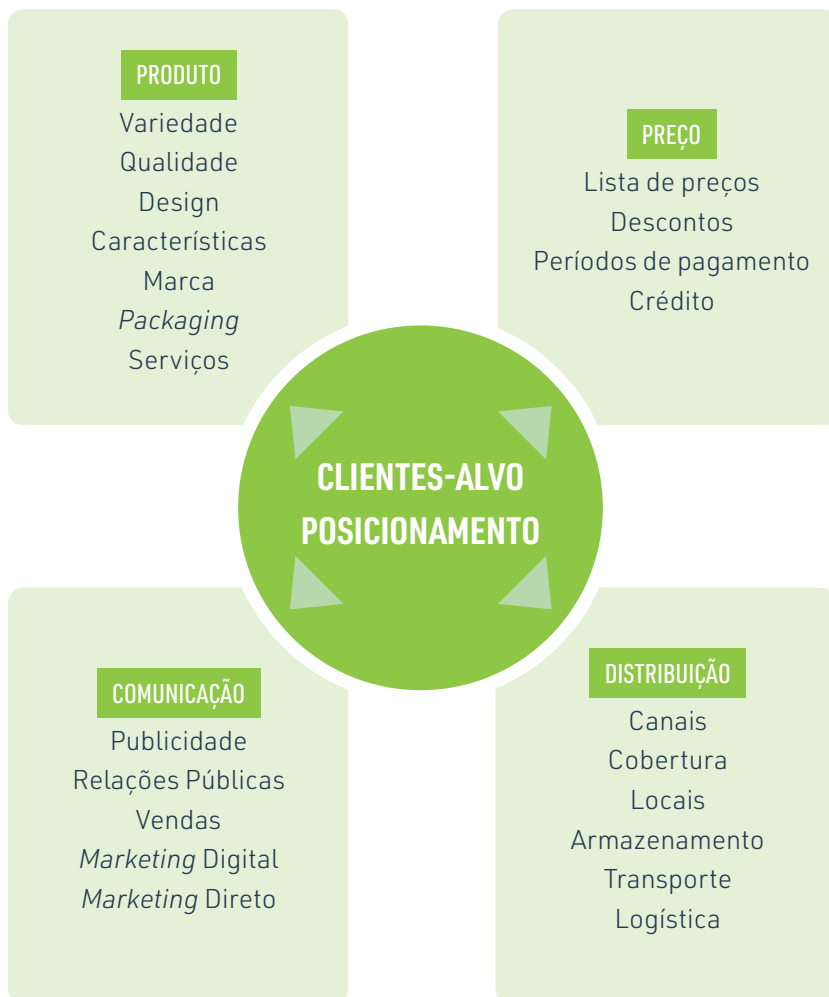 PRODUTO
Variedade
Qualidade
Design
Características
Marca
Packaging
Serviços
PREÇO
Lista de preços
Descontos
Períodos de pagamento
Crédito
CLIENTES-ALVO
POSICIONAMENTO
COMUNICAÇÃO
Publicidade
Relações Públicas
Vendas
Marketing Digital
Marketing Direto
DISTRIBUIÇÃO
Canais
Cobertura
Locais
Armazenamento
Transporte
Logística